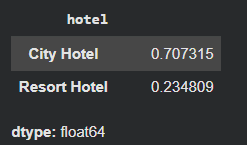 hotel
City Hotel 0.707315
Resort Hotel 0.234809
dtype: float64